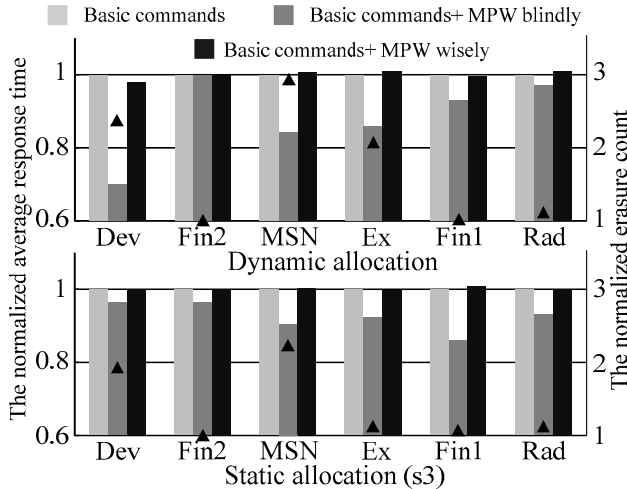 Basic commands
Basic commands+ MPW blindly
Basic commands+ MPW wisely
The normalized average response time
The normalized erasure count
1
0.8
0.6
3
2
1
Dev Fin2 MSN Ex Fin1 Rad
Dynamic allocation
1
0.8
0.6
3
2
1
Dev Fin2 MSN Ex Fin1 Rad
Static allocation (s3)